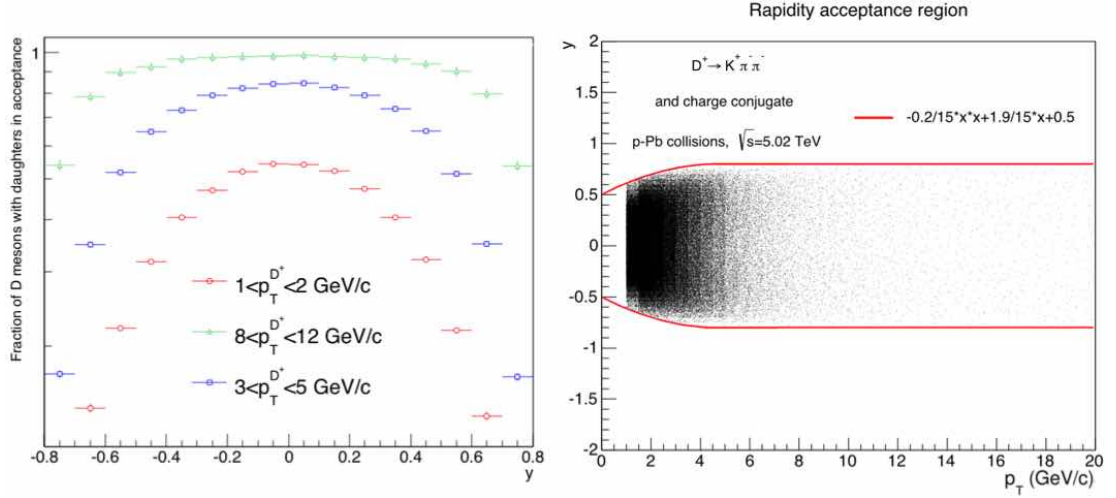 Fraction of D mesons with daughters in acceptance
1
1<p_T^{D^+}<2 GeV/c
8<p_T^{D^+}<12 GeV/c
3<p_T^{D^+}<5 GeV/c
-0.8 -0.6 -0.4 -0.2 0 0.2 0.4 0.6 0.8
y
Rapidity acceptance region
y
2
1.5
1
0.5
0
-0.5
-1
-1.5
-2
D^+→ K^+ π^- π^-
and charge conjugate
p-Pb collisions, √s=5.02 TeV
-0.2/15*x*x+1.9/15*x+0.5
0 2 4 6 8 10 12 14 16 18 20
p_T (GeV/c)